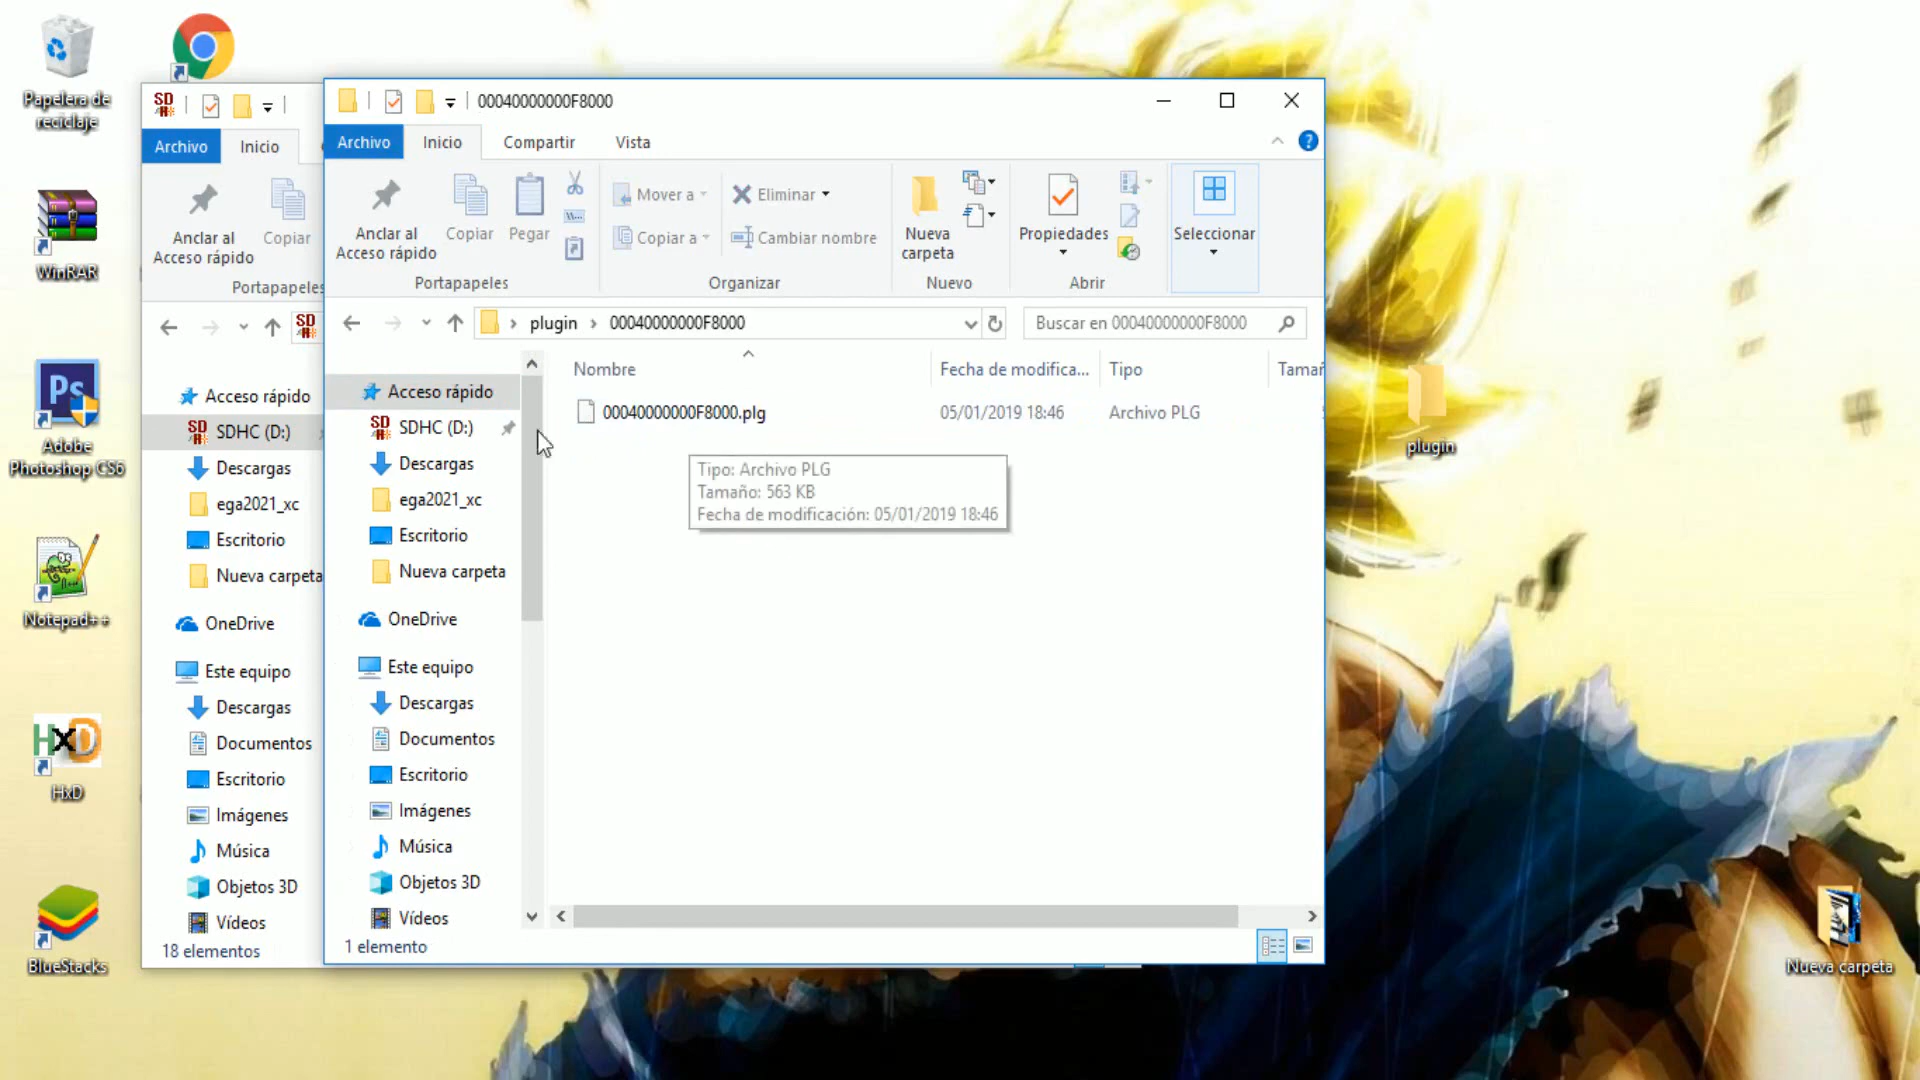 Papelera de
reciclaje
WinRAR
Adobe
Photoshop CS6
Notepad++
HxD
BlueStacks
Archivo
Inicio
Anclar al
Acceso rápido
Copiar
Portapapeles
Acceso rápido
SDHC (D:)
Descargas
ega2021_xc
Escritorio
Nueva carpeta
OneDrive
Este equipo
Descargas
Documentos
Escritorio
Imágenes
Música
Objetos 3D
Vídeos
18 elementos
00040000000F8000
Archivo
Inicio
Compartir
Vista
Anclar al
Acceso rápido
Copiar
Pegar
Portapapeles
Mover a
Copiar a
Eliminar
Cambiar nombre
Organizar
Nueva
carpeta
Nuevo
Propiedades
Abrir
Seleccionar
plugin › 00040000000F8000
Buscar en 00040000000F8000
Acceso rápido
SDHC (D:)
Descargas
ega2021_xc
Escritorio
Nueva carpeta
OneDrive
Este equipo
Descargas
Documentos
Escritorio
Imágenes
Música
Objetos 3D
Vídeos
Nombre
Fecha de modifica...
Tipo
Tamañ
00040000000F8000.plg
05/01/2019 18:46
Archivo PLG
Tipo: Archivo PLG
Tamaño: 563 KB
Fecha de modificación: 05/01/2019 18:46
1 elemento
plugin
Nueva carpeta